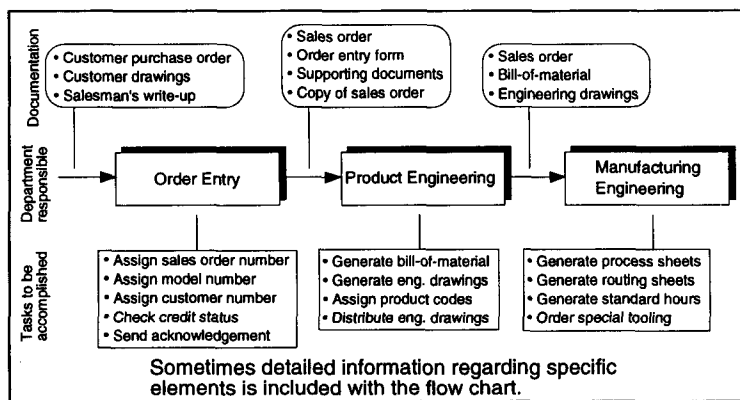 Documentation
• Customer purchase order
• Customer drawings
• Salesman's write-up
• Sales order
• Order entry form
• Supporting documents
• Copy of sales order
• Sales order
• Bill-of-material
• Engineering drawings
Department
responsible
Order Entry
Product Engineering
Manufacturing
Engineering
Tasks to be
accomplished
• Assign sales order number
• Assign model number
• Assign customer number
• Check credit status
• Send acknowledgement
• Generate bill-of-material
• Generate eng. drawings
• Assign product codes
• Distribute eng. drawings
• Generate process sheets
• Generate routing sheets
• Generate standard hours
• Order special tooling
Sometimes detailed information regarding specific
elements is included with the flow chart.